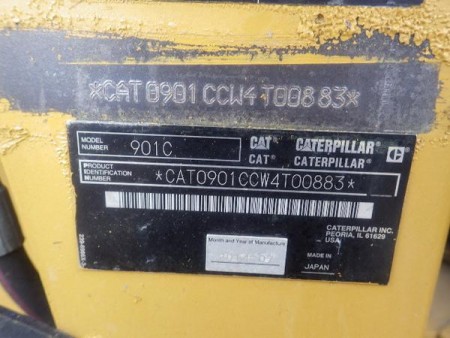 *CAT0901CCW4T00883*
MODEL NUMBER 901C
CAT CATERPILLAR C
CAT® CATERPILLAR®
PRODUCT IDENTIFICATION NUMBER *CAT0901CCW4T00883*
CATERPILLAR INC.
PEORIA, IL 61629
USA
Month and Year of Manufacture
MADE IN
JAPAN